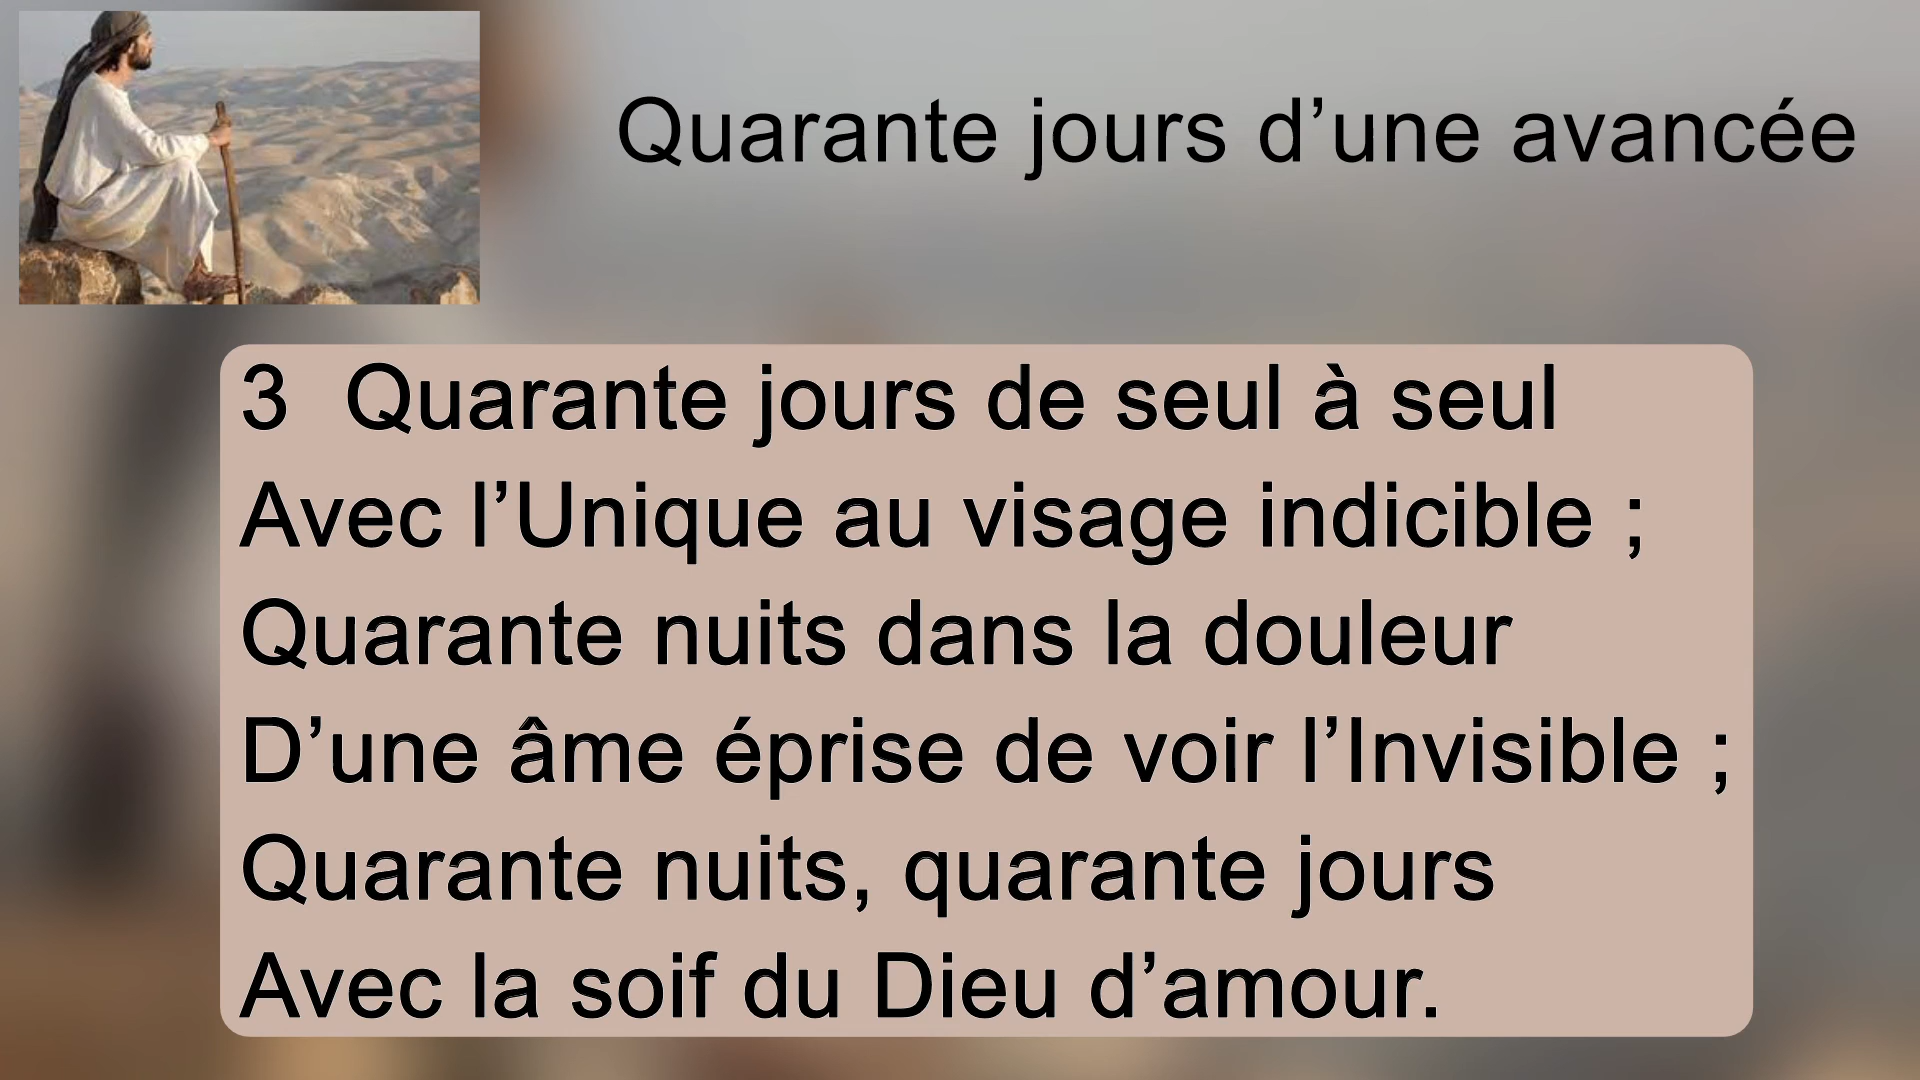 Quarante jours d’une avancée
3 Quarante jours de seul à seul
Avec l’Unique au visage indicible ;
Quarante nuits dans la douleur
D’une âme éprise de voir l’Invisible ;
Quarante nuits, quarante jours
Avec la soif du Dieu d’amour.